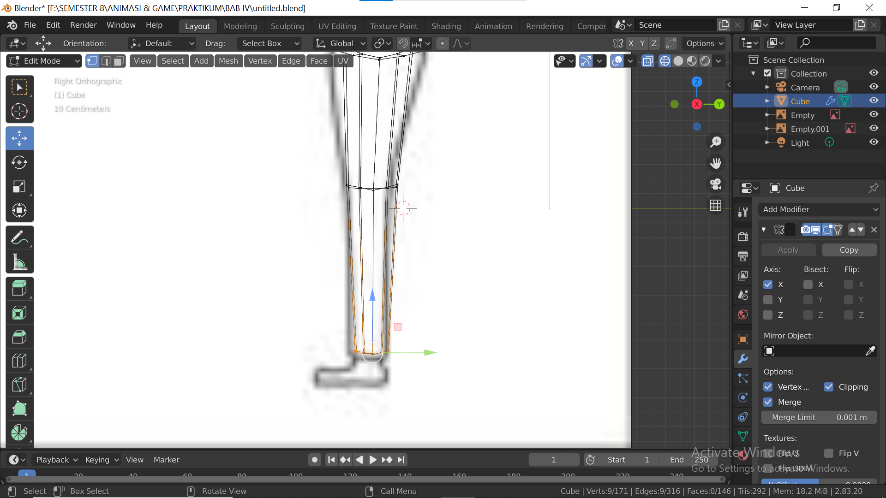 Blender* [F:\SEMESTER 8\ANIMASI & GAME\PRAKTIKUM\BAB IV\untitled.blend]
File Edit Render Window Help Layout Modeling Sculpting UV Editing Texture Paint Shading Animation Rendering Compos Scene View Layer
Orientation: Default Drag: Select Box Global X Y Z Options
Edit Mode View Select Add Mesh Vertex Edge Face UV
Right Orthographic
(1) Cube
10 Centimeters
Z
Y
X
Scene Collection
Collection
Camera
Cube
Empty
Empty.001
Light
Cube
Add Modifier
Apply Copy
Axis: Bisect: Flip:
X X X
Y Y Y
Z Z Z
Mirror Object:
Options:
Vertex ... Clipping
Merge
Merge Limit 0.001 m
Textures:
Flip U Flip V
Activate Windows
Go to Settings to activate Windows.
Playback Keying View Marker 1 Start 1 End 250
20 40 60 80 100 120 140 160 180 200 220 240
Select Box Select Rotate View Call Menu Cube | Verts:9/171 | Edges:9/316 | Faces:0/146 | Tris:292 | Mem: 18.2 MiB | 2.83.20